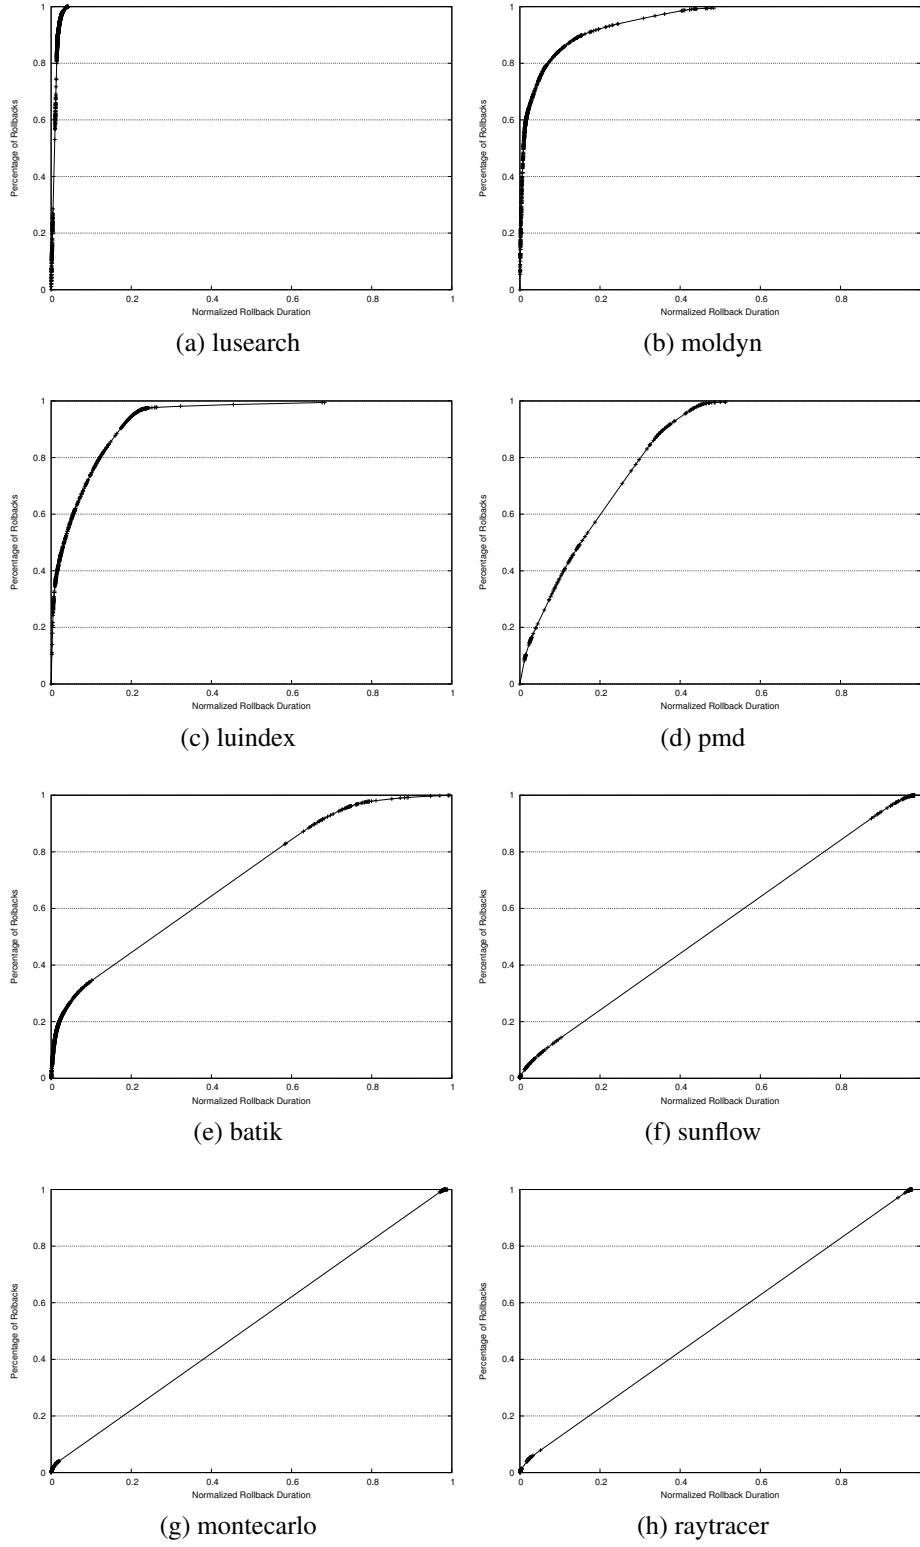 Percentage of Rollbacks
1
0.8
0.6
0.4
0.2
0
0 0.2 0.4 0.6 0.8 1
Normalized Rollback Duration
(a) lusearch
Percentage of Rollbacks
1
0.8
0.6
0.4
0.2
0
0 0.2 0.4 0.6 0.8
Normalized Rollback Duration
(b) moldyn
Percentage of Rolbacks
1
0.8
0.6
0.4
0.2
0
0 0.2 0.4 0.6 0.8 1
Normalized Rollback Duration
(c) luindex
Percentage of Rolbacks
1
0.8
0.6
0.4
0.2
0
0 0.2 0.4 0.6 0.8
Normalized Rollback Duration
(d) pmd
Percentage of Rolbacks
1
0.8
0.6
0.4
0.2
0
0 0.2 0.4 0.6 0.8 1
Normalized Rollback Duration
(e) batik
Percentage of Rolbacks
1
0.8
0.6
0.4
0.2
0
0 0.2 0.4 0.6 0.8
Normalized Rollback Duration
(f) sunflow
Percentage of Rolbacks
1
0.8
0.6
0.4
0.2
0
0 0.2 0.4 0.6 0.8 1
Normalized Rollback Duration
(g) montecarlo
Percentage of Rolbacks
1
0.8
0.6
0.4
0.2
0
0 0.2 0.4 0.6 0.8
Normalized Rollback Duration
(h) raytracer